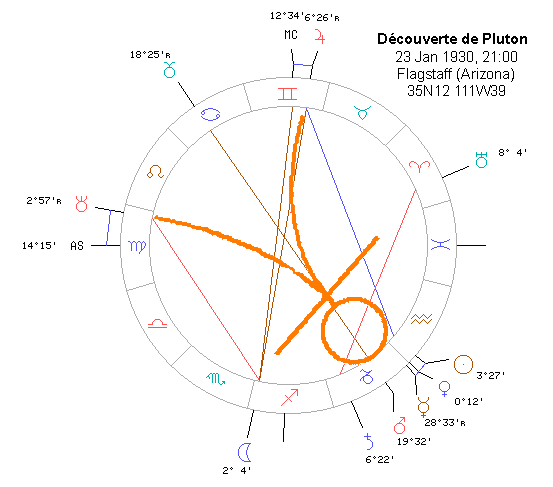 12°34' 6°26'R
MC
Découverte de Pluton
23 Jan 1930, 21:00
Flagstaff (Arizona)
35N12 111W39
18°25'R
8° 4'
2°57'R
14°15' AS
3°27'
0°12'
28°33'R
19°32'
6°22'
2° 4'